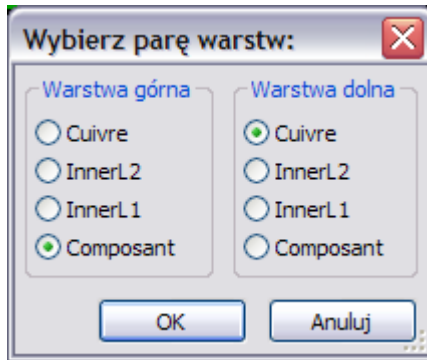 Wybierz parę warstw:
Warstwa górna
Cuivre
InnerL2
InnerL1
Composant
Warstwa dolna
Cuivre
InnerL2
InnerL1
Composant
OK
Anuluj